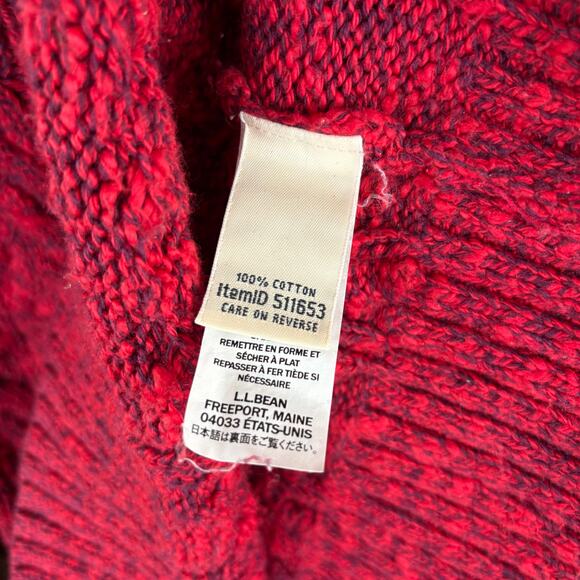 100% COTTON
ItemID 511653
CARE ON REVERSE
REMETTRE EN FORME ET
SÉCHER À PLAT
REPASSER À FER TIÈDE SI
NÉCESSAIRE
L.L.BEAN
FREEPORT, MAINE
04033 ÉTATS-UNIS
日本語は裏面をご覧ください。